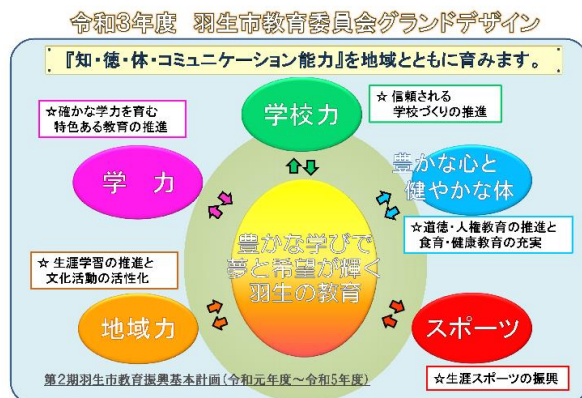 令和3年度　羽生市教育委員会グランドデザイン
『知・徳・体・コミュニケーション能力』を地域とともに育みます。
☆確かな学力を育む
特色ある教育の推進
学校力
☆ 信頼される
学校づくりの推進
学　力
豊かな心と
健やかな体
☆道徳・人権教育の推進と
食育・健康教育の充実
豊かな学びで
夢と希望が輝く
羽生の教育
☆ 生涯学習の推進と
文化活動の活性化
地域力
スポーツ
☆生涯スポーツの振興
第2期羽生市教育振興基本計画(令和元年度～令和5年度)